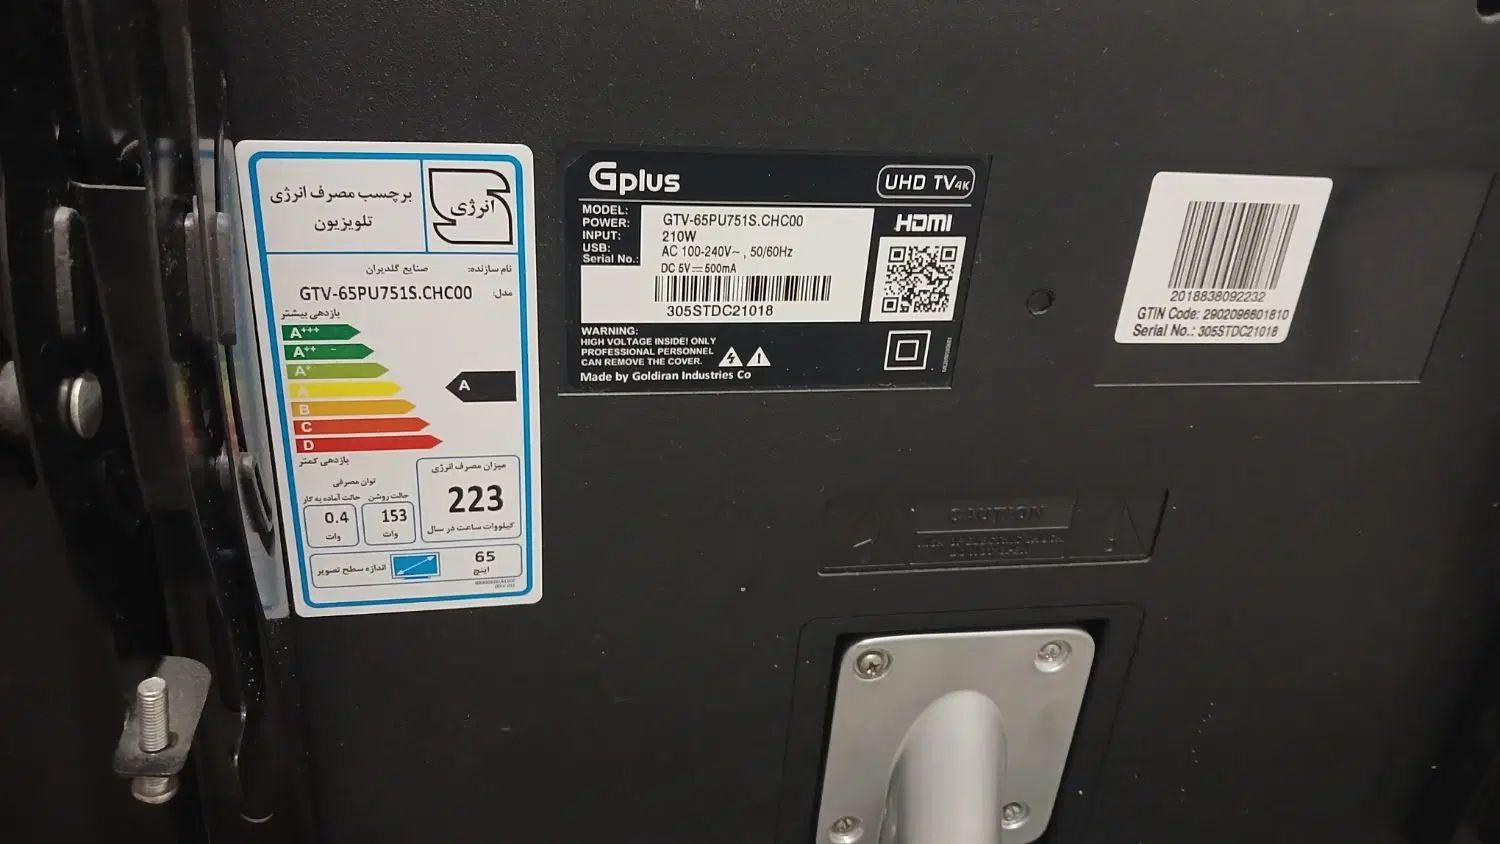 برچسب مصرف انرژی
تلویزیون
انرژی
نام سازنده: صنایع گلدیران
مدل: GTV-65PU751S.CHC00
بازدهی بیشتر
A+++
A++
A+
A
B
C
D
A
بازدهی کمتر
میزان مصرف انرژی
223
کیلووات ساعت در سال
توان مصرفی
حالت روشن
153
وات
حالت آماده به کار
0.4
وات
اندازه سطح تصویر
65
اینچ
Gplus
UHD TV4K
HDMI
MODEL: GTV-65PU751S.CHC00
POWER: 210W
INPUT: AC 100-240V~, 50/60Hz
USB: DC 5V⎓500mA
Serial No.:
305STDC21018
WARNING:
HIGH VOLTAGE INSIDE! ONLY
PROFESSIONAL PERSONNEL
CAN REMOVE THE COVER.
Made by Goldiran Industries Co
2018838092232
GTIN Code: 2902096601810
Serial No.: 305STDC21018
CAUTION